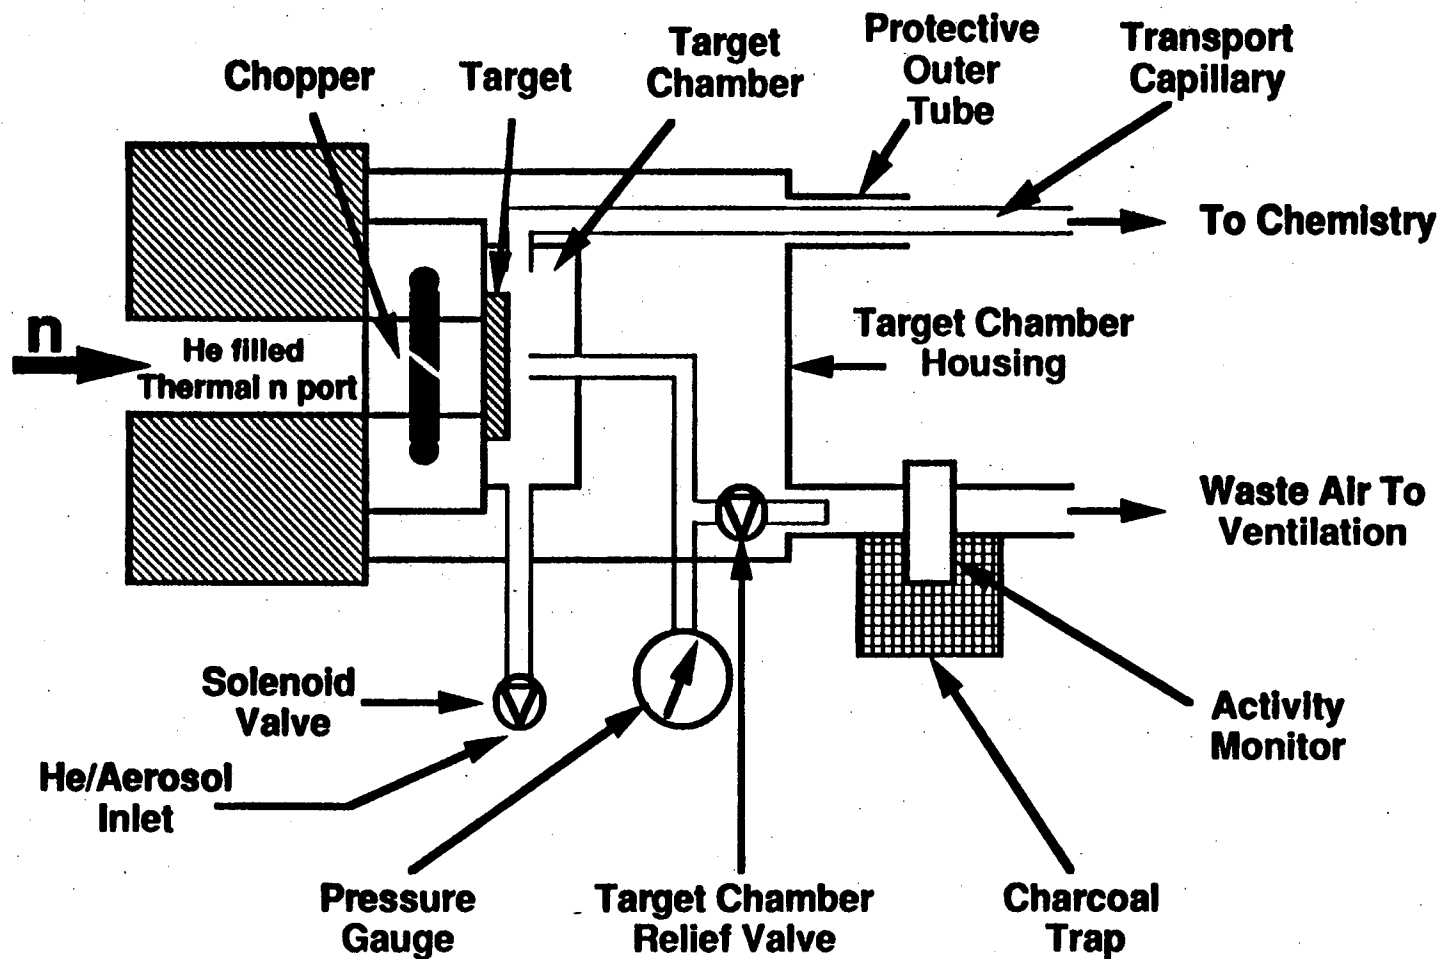 Chopper
Target
Target
Chamber
Protective
Outer
Tube
Transport
Capillary
To Chemistry
n
He filled
Thermal n port
Target Chamber
Housing
Waste Air To
Ventilation
Solenoid
Valve
He/Aerosol
Inlet
Pressure
Gauge
Target Chamber
Relief Valve
Charcoal
Trap
Activity
Monitor